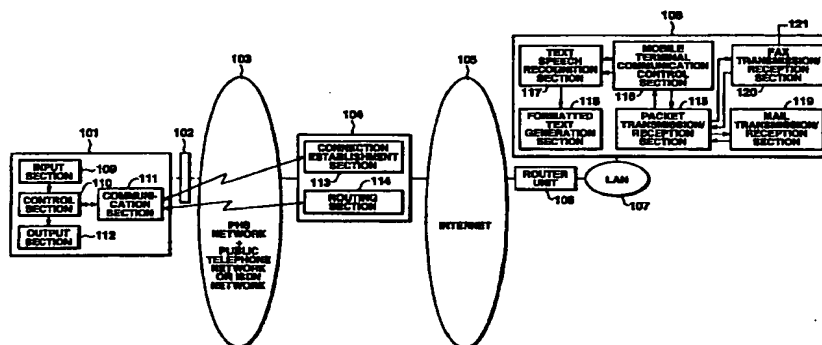 101
INPUT
SECTION
109
110
CONTROL
SECTION
111
COMMUNI-
CATION
SECTION
OUTPUT
SECTION
112
102
103
PHS
NETWORK
+
PUBLIC
TELEPHONE
NETWORK
OR ISDN
NETWORK
104
CONNECTION
ESTABLISHMENT
SECTION
113
114
ROUTING
SECTION
105
INTERNET
ROUTER
UNIT
106
LAN
107
108
TEXT
SPEECH
RECOGNITION
SECTION
117
MOBILE
TERMINAL
COMMUNICATION
CONTROL
SECTION
116
121
FAX
TRANSMISSION/
RECEPTION
SECTION
120
118
FORMATTED
TEXT
GENERATION
SECTION
115
PACKET
TRANSMISSION/
RECEPTION
SECTION
119
MAIL
TRANSMISSION/
RECEPTION
SECTION